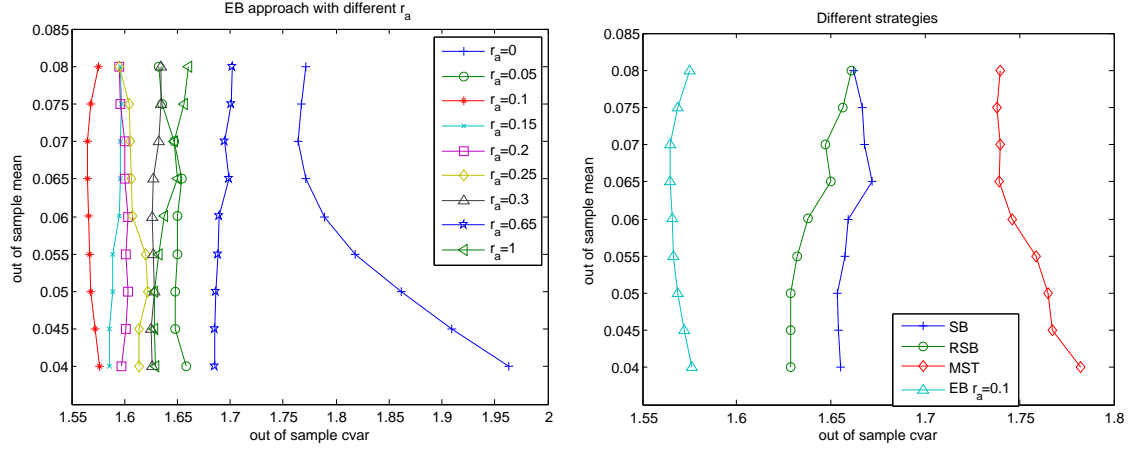 EB approach with different r_a
0.085
0.08
0.075
0.07
0.065
0.06
0.055
0.05
0.045
0.04
0.035
out of sample mean
1.55
1.6
1.65
1.7
1.75
1.8
1.85
1.9
1.95
2
out of sample cvar
r_a=0
r_a=0.05
r_a=0.1
r_a=0.15
r_a=0.2
r_a=0.25
r_a=0.3
r_a=0.65
r_a=1
Different strategies
0.085
0.08
0.075
0.07
0.065
0.06
0.055
0.05
0.045
0.04
0.035
out of sample mean
1.55
1.6
1.65
1.7
1.75
1.8
out of sample cvar
SB
RSB
MST
EB r_a=0.1